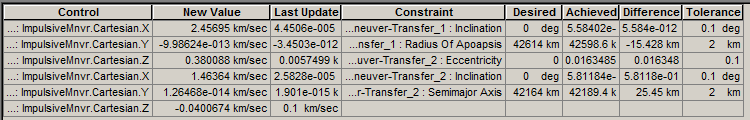 Control New Value Last Update Constraint Desired Achieved Difference Tolerance
...: ImpulsiveMnvr.Cartesian.X 2.45695 km/sec 4.4506e-005 ...neuver-Transfer_1 : Inclination 0 deg 5.58402e- 5.584e-012 0.1 deg
...: ImpulsiveMnvr.Cartesian.Y -9.98624e-013 km/sec -3.4503e-012 ...nsfer_1 : Radius Of Apoapsis 42614 km 42598.6 k -15.428 km 2 km
...: ImpulsiveMnvr.Cartesian.Z 0.380088 km/sec 0.0057499 k ...uver-Transfer_2 : Eccentricity 0 0.0163485 0.016348 0.1
...: ImpulsiveMnvr.Cartesian.X 1.46364 km/sec 2.5828e-005 ...neuver-Transfer_2 : Inclination 0 deg 5.81184e- 5.8118e-011 0.1 deg
...: ImpulsiveMnvr.Cartesian.Y 1.26468e-014 km/sec 1.901e-015 k ...r-Transfer_2 : Semimajor Axis 42164 km 42189.4 k 25.45 km 2 km
...: ImpulsiveMnvr.Cartesian.Z -0.0400674 km/sec 0.1 km/sec